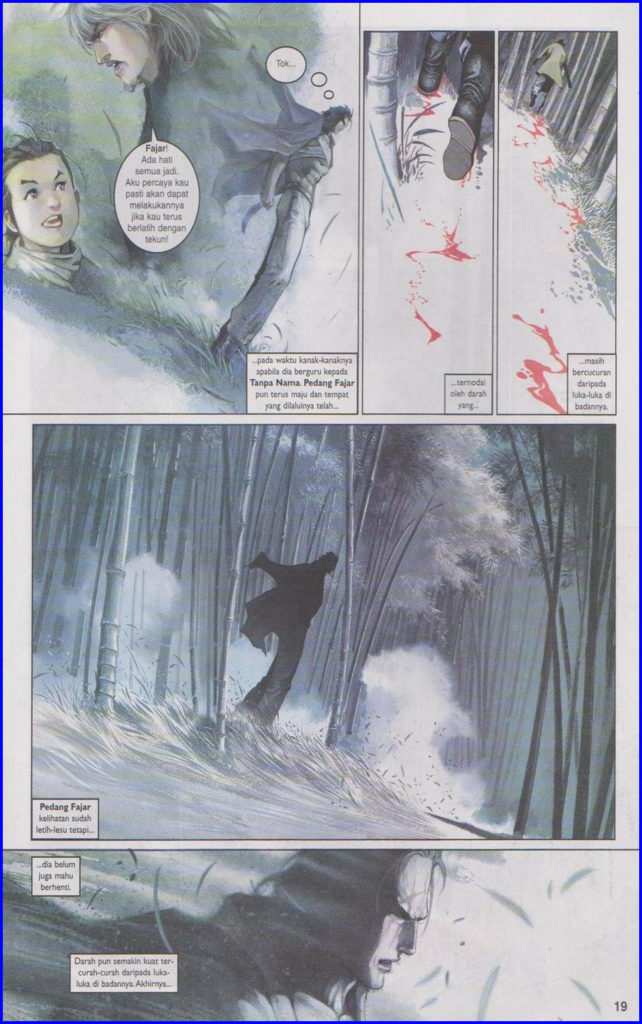 Tok...
Fajar!
Ada hati
semua jadi.
Aku percaya kau
pasti akan dapat
melakukannya
jika kau terus
berlatih dengan
tekun!
...pada waktu kanak-kanaknya
apabila dia berguru kepada
Tanpa Nama. Pedang Fajar
pun terus maju dan tempat
yang dilaluinya telah...
...ternodai
oleh darah
yang...
...masih
bercucuran
daripada
luka-luka di
badannya.
Pedang Fajar
kelihatan sudah
letih-lesu tetapi...
...dia belum
juga mahu
berhenti.
Darah pun semakin kuat ter-
curah-curah daripada luka-
luka di badannya. Akhirnya...
19